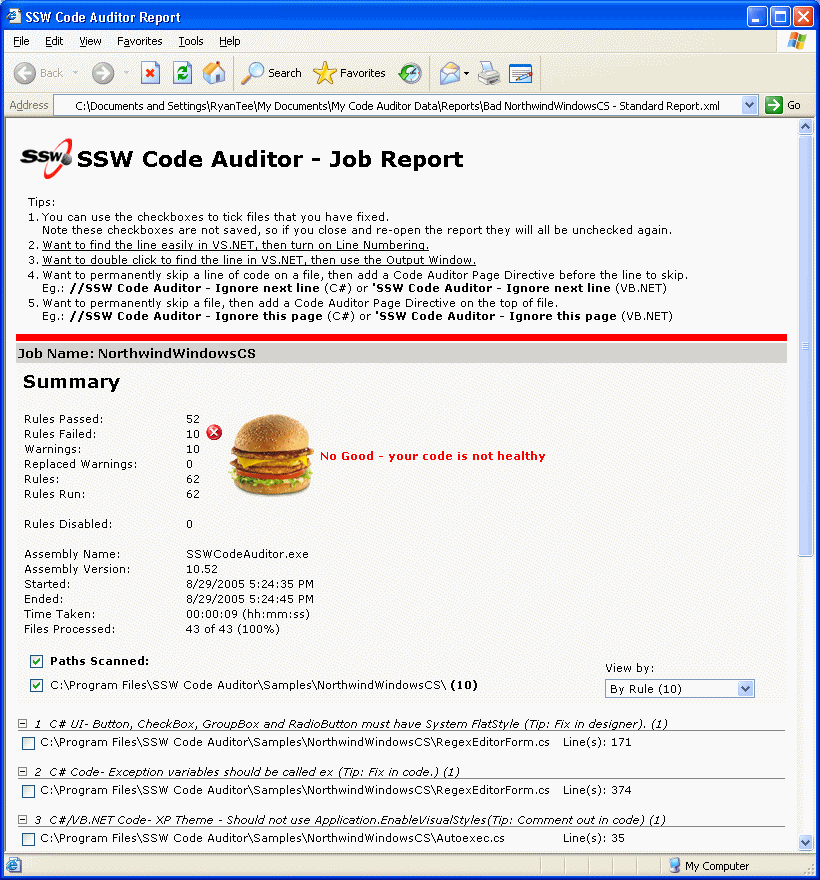 SSW Code Auditor Report
File Edit View Favorites Tools Help
Back Search Favorites
Address C:\Documents and Settings\RyanTee\My Documents\My Code Auditor Data\Reports\Bad NorthwindWindowsCS - Standard Report.xml Go
SSW SSW Code Auditor - Job Report
Tips:
1. You can use the checkboxes to tick files that you have fixed.
Note these checkboxes are not saved, so if you close and re-open the report they will all be unchecked again.
2. Want to find the line easily in VS.NET, then turn on Line Numbering.
3. Want to double click to find the line in VS.NET, then use the Output Window.
4. Want to permanently skip a line of code on a file, then add a Code Auditor Page Directive before the line to skip.
Eg.: //SSW Code Auditor - Ignore next line (C#) or 'SSW Code Auditor - Ignore next line (VB.NET)
5. Want to permanently skip a file, then add a Code Auditor Page Directive on the top of file.
Eg.: //SSW Code Auditor - Ignore this page (C#) or 'SSW Code Auditor - Ignore this page (VB.NET)
Job Name: NorthwindWindowsCS
Summary
Rules Passed: 52
Rules Failed: 10
Warnings: 10
No Good - your code is not healthy
Replaced Warnings: 0
Rules: 62
Rules Run: 62
Rules Disabled: 0
Assembly Name: SSWCodeAuditor.exe
Assembly Version: 10.52
Started: 8/29/2005 5:24:35 PM
Ended: 8/29/2005 5:24:45 PM
Time Taken: 00:00:09 (hh:mm:ss)
Files Processed: 43 of 43 (100%)
Paths Scanned:
View by:
C:\Program Files\SSW Code Auditor\Samples\NorthwindWindowsCS\ (10)
By Rule (10)
1 C# UI- Button, CheckBox, GroupBox and RadioButton must have System FlatStyle (Tip: Fix in designer). (1)
C:\Program Files\SSW Code Auditor\Samples\NorthwindWindowsCS\RegexEditorForm.cs Line(s): 171
2 C# Code- Exception variables should be called ex (Tip: Fix in code.) (1)
C:\Program Files\SSW Code Auditor\Samples\NorthwindWindowsCS\RegexEditorForm.cs Line(s): 374
3 C#/VB.NET Code- XP Theme - Should not use Application.EnableVisualStyles(Tip: Comment out in code) (1)
C:\Program Files\SSW Code Auditor\Samples\NorthwindWindowsCS\Autoexec.cs Line(s): 35
My Computer